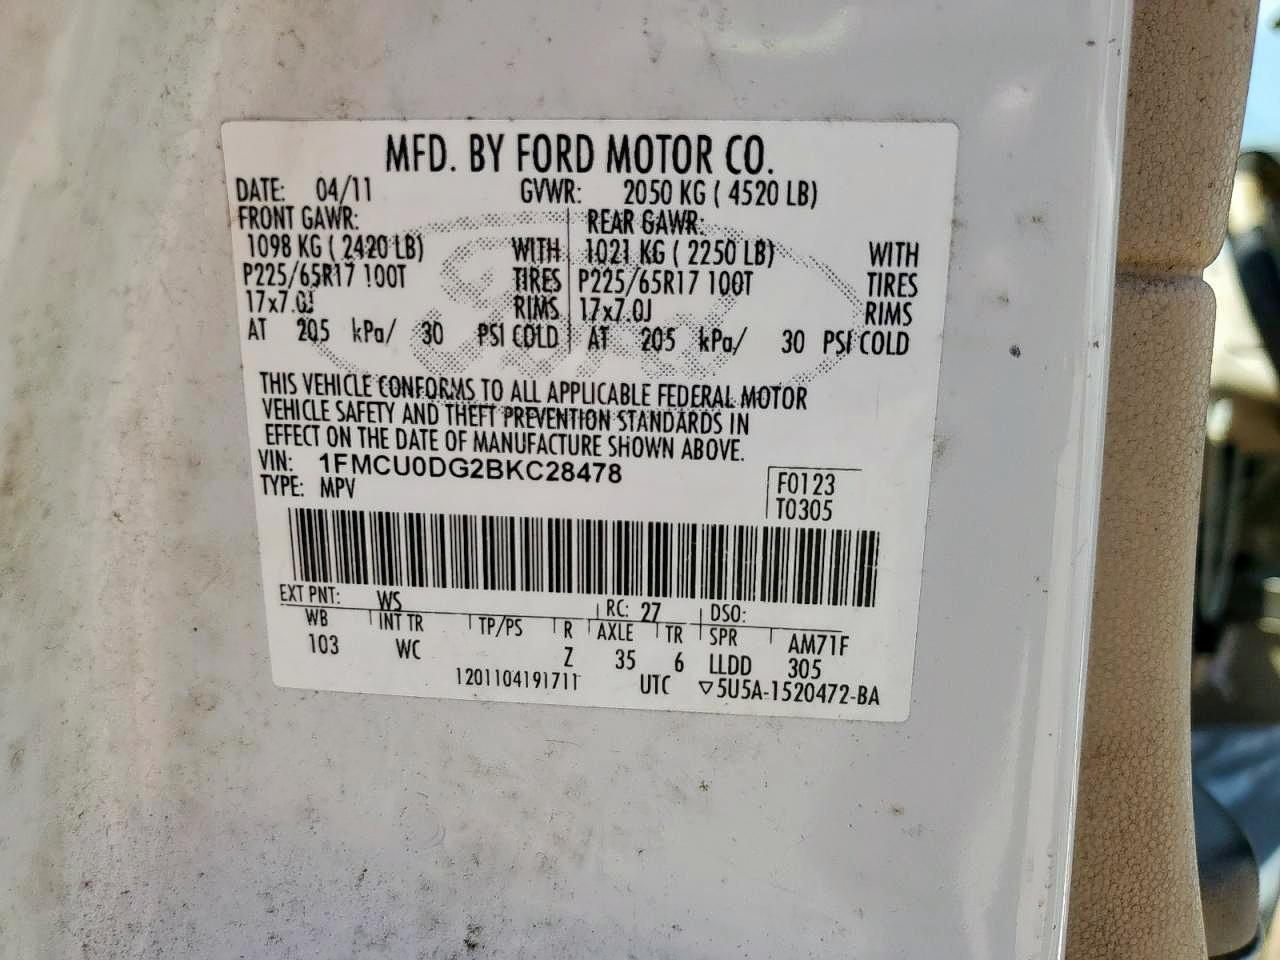 MFD. BY FORD MOTOR CO.
DATE: 04/11 GVWR: 2050 KG ( 4520 LB)
FRONT GAWR: REAR GAWR:
1098 KG ( 2420 LB) WITH 1021 KG ( 2250 LB) WITH
P225/65R17 100T TIRES P225/65R17 100T TIRES
17x7.0J RIMS 17x7.0J RIMS
AT 205 kPa/ 30 PSI COLD AT 205 kPa/ 30 PSI COLD
THIS VEHICLE CONFORMS TO ALL APPLICABLE FEDERAL MOTOR
VEHICLE SAFETY AND THEFT PREVENTION STANDARDS IN
EFFECT ON THE DATE OF MANUFACTURE SHOWN ABOVE.
VIN: 1FMCU0DG2BKC28478 F0123
TYPE: MPV T0305
EXT PNT: WS RC: 27 DSO:
WB INT TR TP/PS R AXLE TR SPR AM71F
103 WC Z 35 6 LLDD 305
1201104191711 UTC ▽5U5A-1520472-BA